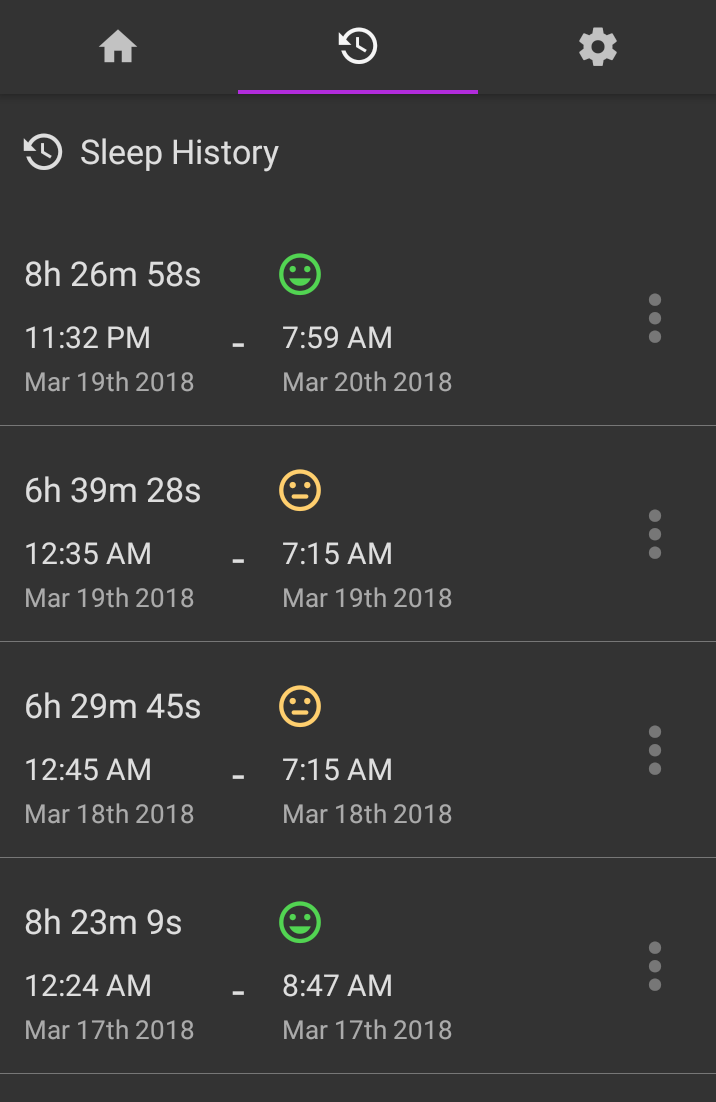 Sleep History
8h 26m 58s
11:32 PM - 7:59 AM
Mar 19th 2018 Mar 20th 2018
6h 39m 28s
12:35 AM - 7:15 AM
Mar 19th 2018 Mar 19th 2018
6h 29m 45s
12:45 AM - 7:15 AM
Mar 18th 2018 Mar 18th 2018
8h 23m 9s
12:24 AM - 8:47 AM
Mar 17th 2018 Mar 17th 2018